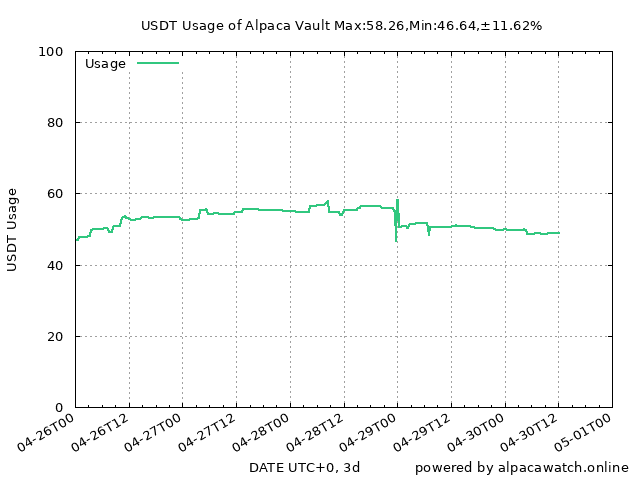 USDT Usage of Alpaca Vault Max:58.26,Min:46.64,±11.62%
Usage
100
80
60
40
20
0
USDT Usage
04-26T00
04-26T12
04-27T00
04-27T12
04-28T00
04-28T12
04-29T00
04-29T12
04-30T00
04-30T12
05-01T00
DATE UTC+0, 3d
powered by alpacawatch.online